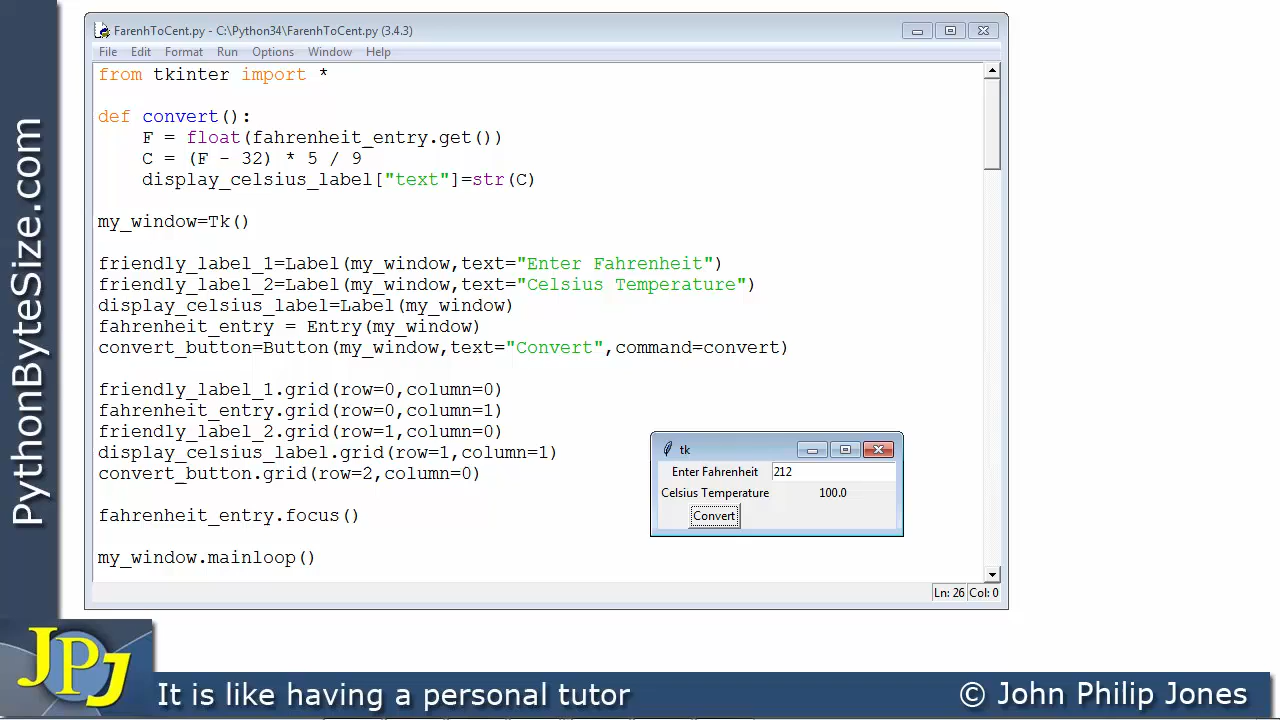 FarenhToCent.py - C:\Python34\FarenhToCent.py (3.4.3)
File Edit Format Run Options Window Help
from tkinter import *
def convert():
    F = float(fahrenheit_entry.get())
    C = (F - 32) * 5 / 9
    display_celsius_label["text"]=str(C)
my_window=Tk()
friendly_label_1=Label(my_window,text="Enter Fahrenheit")
friendly_label_2=Label(my_window,text="Celsius Temperature")
display_celsius_label=Label(my_window)
fahrenheit_entry = Entry(my_window)
convert_button=Button(my_window,text="Convert",command=convert)
friendly_label_1.grid(row=0,column=0)
fahrenheit_entry.grid(row=0,column=1)
friendly_label_2.grid(row=1,column=0)
display_celsius_label.grid(row=1,column=1)
convert_button.grid(row=2,column=0)
fahrenheit_entry.focus()
my_window.mainloop()
tk
Enter Fahrenheit 212
Celsius Temperature 100.0
Convert
Ln: 26 Col: 0
PythonByteSize.com
JPJ
It is like having a personal tutor
© John Philip Jones